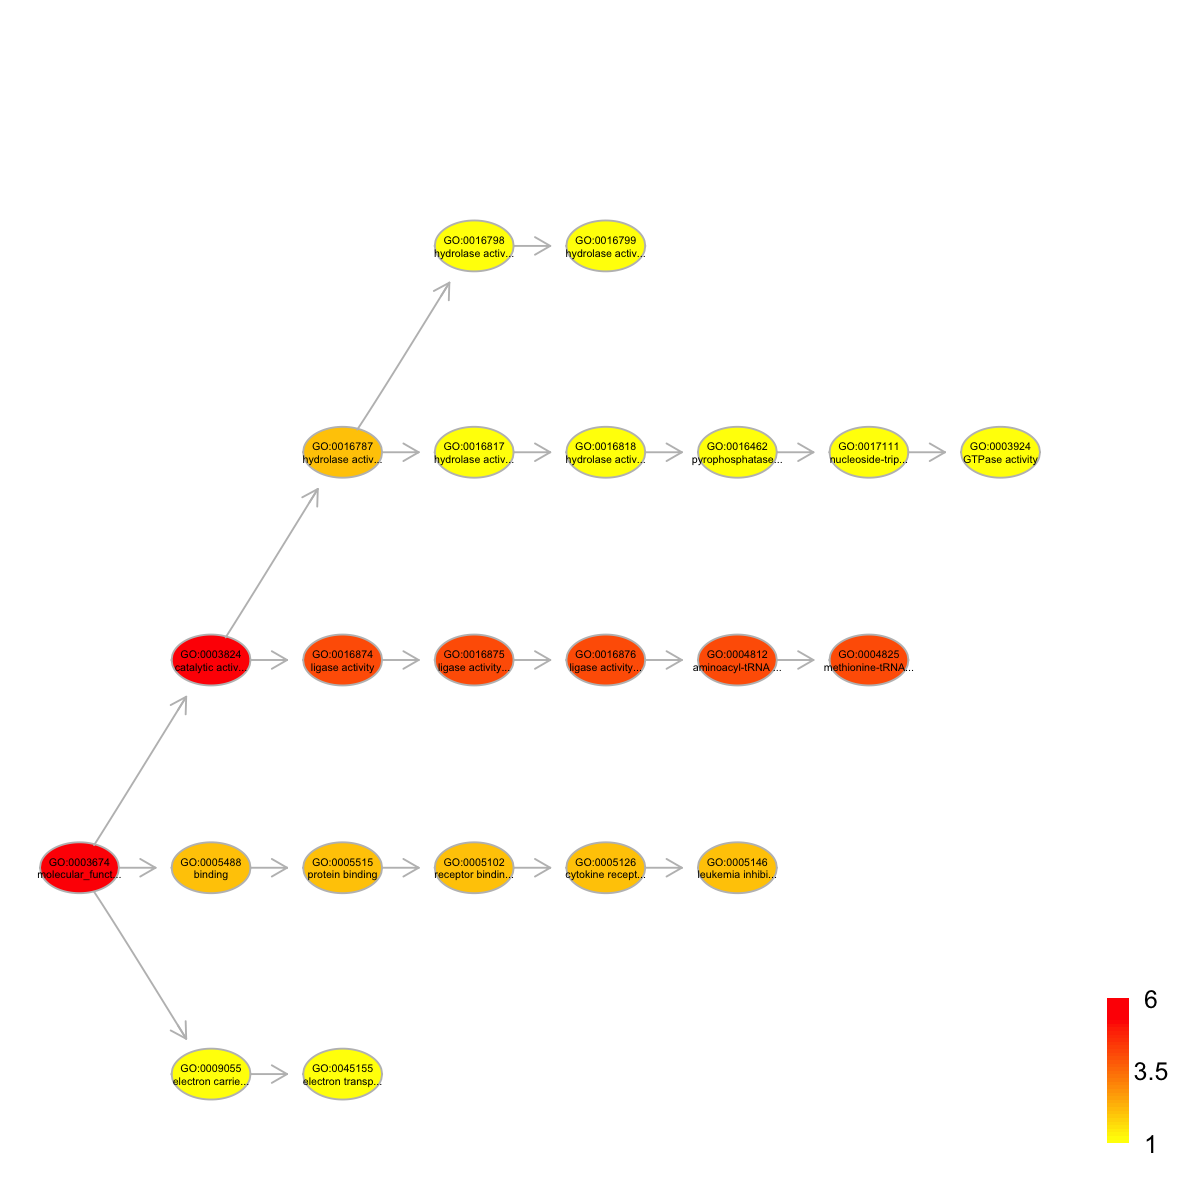 GO:0016798
hydrolase activ...
GO:0016799
hydrolase activ...
GO:0016787
hydrolase activ...
GO:0016817
hydrolase activ...
GO:0016818
hydrolase activ...
GO:0016462
pyrophosphatase...
GO:0017111
nucleoside-trip...
GO:0003924
GTPase activity
GO:0003824
catalytic activ...
GO:0016874
ligase activity
GO:0016875
ligase activity...
GO:0016876
ligase activity...
GO:0004812
aminoacyl-tRNA ...
GO:0004825
methionine-tRNA...
GO:0003674
molecular_funct...
GO:0005488
binding
GO:0005515
protein binding
GO:0005102
receptor bindin...
GO:0005126
cytokine recept...
GO:0005146
leukemia inhibi...
GO:0009055
electron carrie...
GO:0045155
electron transp...
6
3.5
1